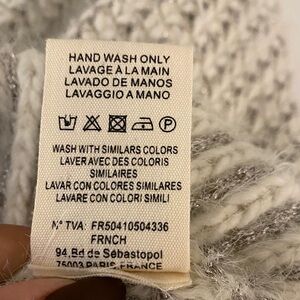 HAND WASH ONLY
LAVAGE À LA MAIN
LAVADO DE MANOS
LAVAGGIO A MANO
WASH WITH SIMILARS COLORS
LAVER AVEC DES COLORIS
SIMILAIRES
LAVAR CON COLORES SIMILARES
LAVARE CON COLORI SIMILI
N° TVA: FR50410504336
FRNCH
94,Bd de Sébastopol
75003 PARIS FRANCE